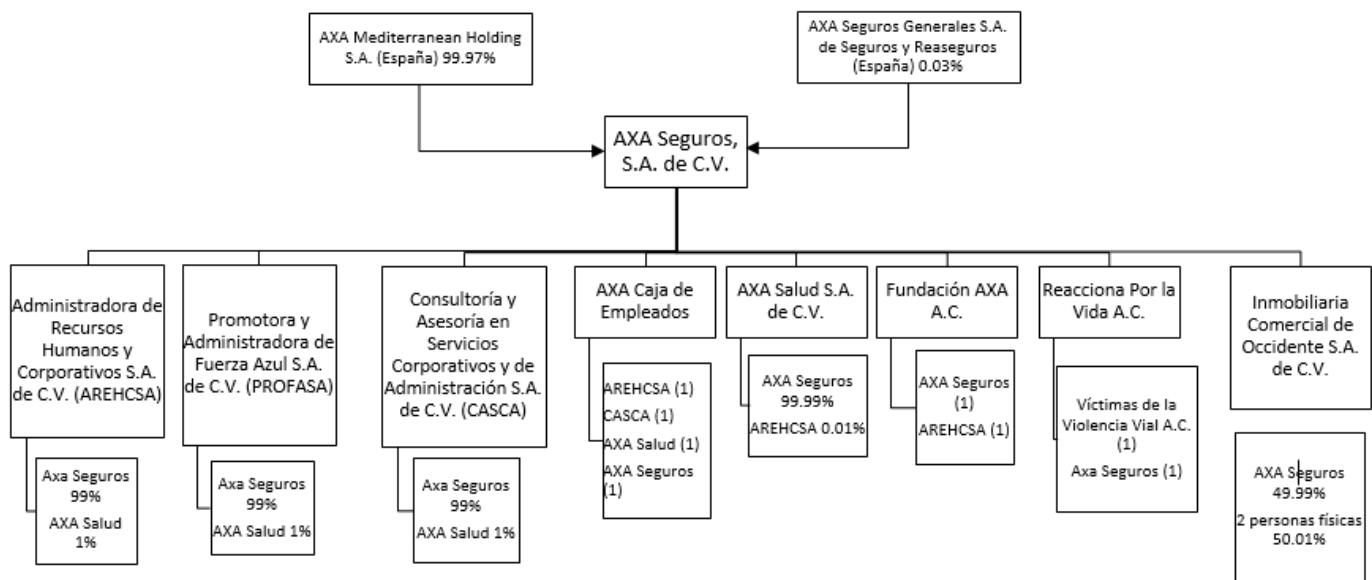 AXA Mediterranean Holding
S.A. (España) 99.97%
AXA Seguros Generales S.A.
de Seguros y Reaseguros
(España) 0.03%
AXA Seguros,
S.A. de C.V.
Administradora de
Recursos
Humanos y
Corporativos S.A.
de C.V. (AREHCSA)
Promotora y
Administradora de
Fuerza Azul S.A.
de C.V. (PROFASA)
Consultoría y
Asesoría en
Servicios
Corporativos y de
Administración S.A.
de C.V. (CASCA)
AXA Caja de
Empleados
AXA Salud S.A.
de C.V.
Fundación AXA
A.C.
Reacciona Por la
Vida A.C.
Inmobiliaria
Comercial de
Occidente S.A.
de C.V.
Axa Seguros
99%
AXA Salud
1%
Axa Seguros
99%
AXA Salud 1%
Axa Seguros
99%
AXA Salud 1%
AREHCSA (1)
CASCA (1)
AXA Salud (1)
AXA Seguros
(1)
AXA Seguros
99.99%
AREHCSA 0.01%
AXA Seguros
(1)
AREHCSA (1)
Víctimas de la
Violencia Vial A.C.
(1)
Axa Seguros (1)
AXA Seguros
49.99%
2 personas físicas
50.01%